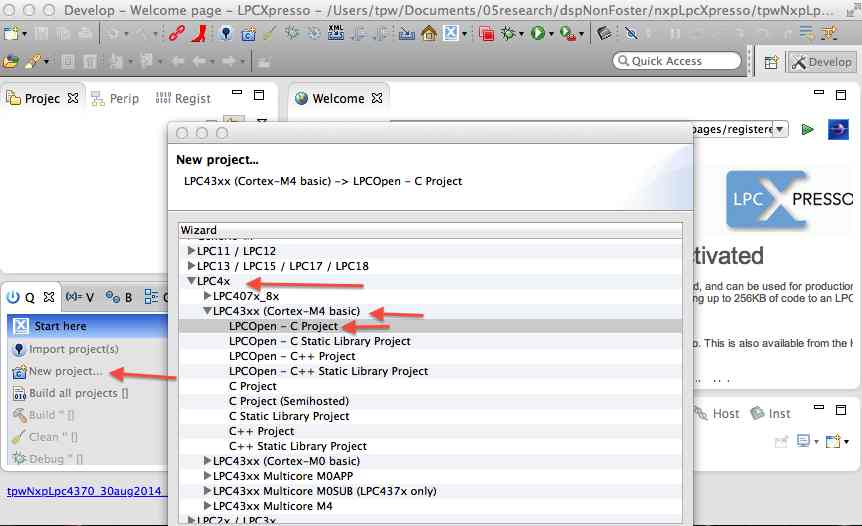 Develop – Welcome page – LPCXpresso – /Users/tpw/Documents/05research/dspNonFoster/nxpLpcXpresso/tpwNxpLp...
Quick Access
Develop
Projec
Perip
Regist
Welcome
pages/registere
New project...
LPC43xx (Cortex-M4 basic) -> LPCOpen - C Project
Wizard
LPC11 / LPC12
LPC13 / LPC15 / LPC17 / LPC18
LPC4x
LPC407x_8x
LPC43xx (Cortex-M4 basic)
LPCOpen - C Project
LPCOpen - C Static Library Project
LPCOpen - C++ Project
LPCOpen - C++ Static Library Project
C Project
C Project (Semihosted)
C Static Library Project
C++ Project
C++ Static Library Project
LPC43xx (Cortex-M0 basic)
LPC43xx Multicore M0APP
LPC43xx Multicore M0SUB (LPC437x only)
LPC43xx Multicore M4
LPC2x / LPC3x
Q
(x)= V
B
C
Start here
Import project(s)
New project...
Build all projects []
Build '' []
Clean '' []
Debug '' []
tpwNxpLpc4370_30aug2014
LPC XPRESSO
tivated
d, and can be used for production
ng up to 256KB of code to an LPC
o. This is also available from the H
Host
Inst